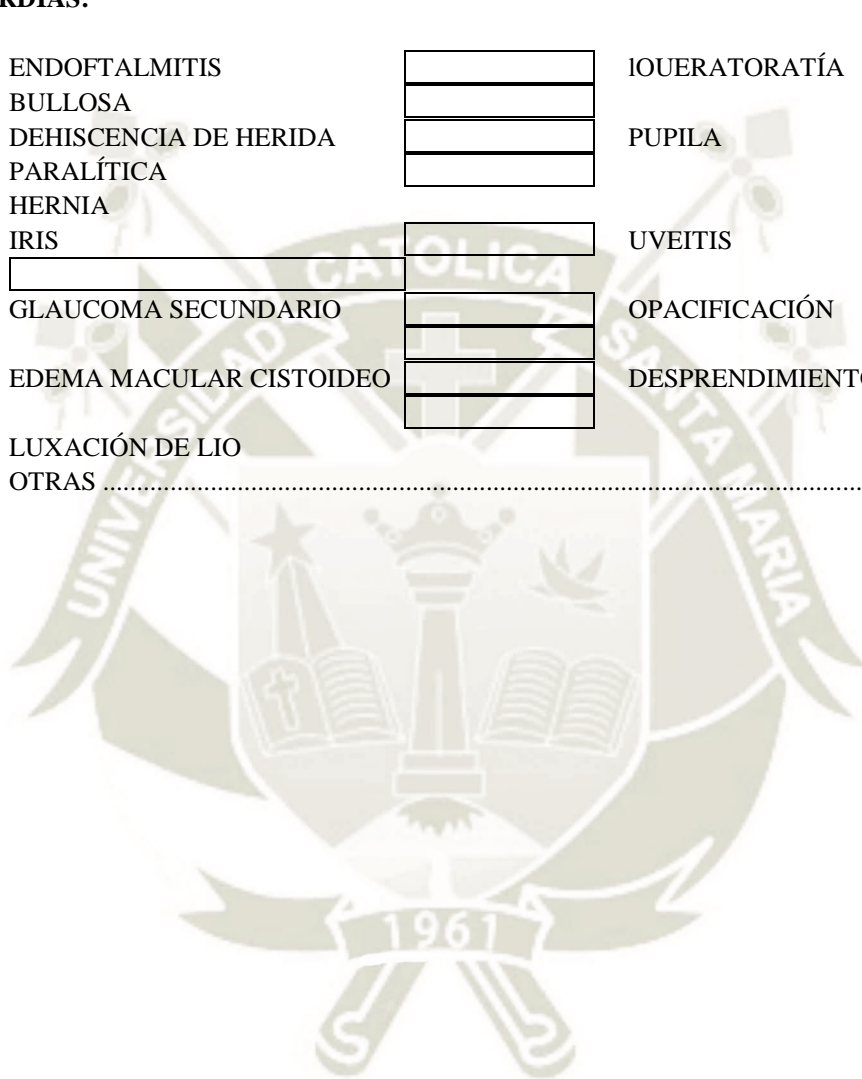 ENDOFTALMITIS lOUERATORATÍA
BULLOSA
DEHISCENCIA DE HERIDA PUPILA
PARALÍTICA
HERNIA
IRIS UVEITIS
GLAUCOMA SECUNDARIO OPACIFICACIÓN
EDEMA MACULAR CISTOIDEO DESPRENDIMIENTO
LUXACIÓN DE LIO
OTRAS ....................................................................................................................
UNIVERSIDAD CATOLICA SANTA MARIA
1961